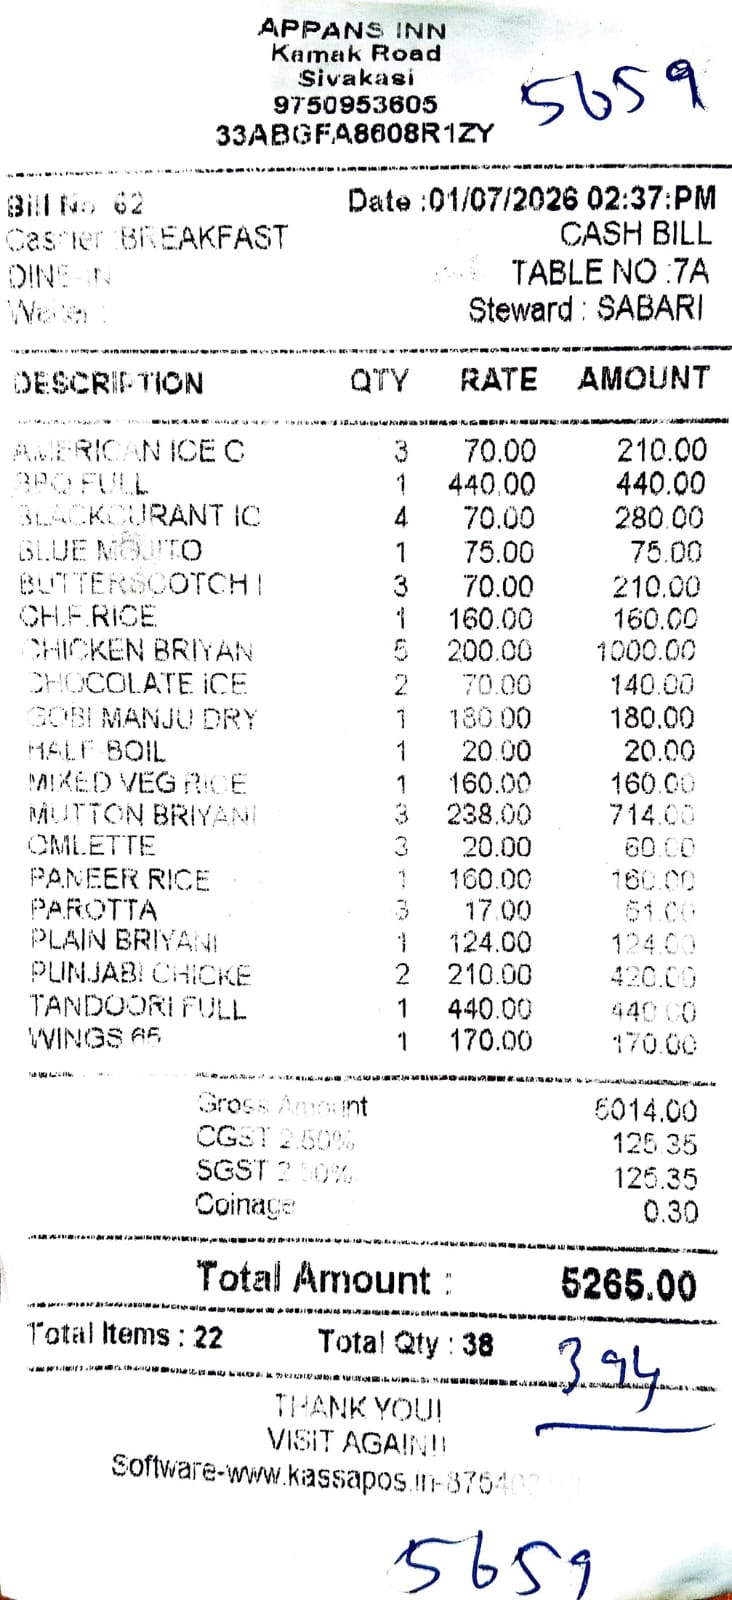 APPANS INN
Kamak Road
Sivakasi
9750953605
5659
33ABGFA8608R1ZY
Bill No 62 Date :01/07/2026 02:37:PM
Cashier :BREAKFAST CASH BILL
DINE-IN TABLE NO :7A
Waiter : Steward : SABARI
DESCRIPTION QTY RATE AMOUNT
AMERICAN ICE C 3 70.00 210.00
BBQ FULL 1 440.00 440.00
BLACKCURANT IC 4 70.00 280.00
BLUE MOJITO 1 75.00 75.00
BUTTERSCOTCH I 3 70.00 210.00
CH.F.RICE 1 160.00 160.00
CHICKEN BRIYAN 5 200.00 1000.00
CHOCOLATE ICE 2 70.00 140.00
GOBI MANJU DRY 1 180.00 180.00
HALF BOIL 1 20.00 20.00
MIXED VEG RICE 1 160.00 160.00
MUTTON BRIYANI 3 238.00 714.00
OMLETTE 3 20.00 60.00
PANEER RICE 1 160.00 160.00
PAROTTA 3 17.00 51.00
PLAIN BRIYANI 1 124.00 124.00
PUNJABI CHICKE 2 210.00 420.00
TANDOORI FULL 1 440.00 440.00
WINGS 65 1 170.00 170.00
Gross Amount 5014.00
CGST 2.50% 125.35
SGST 2.50% 125.35
Coinage 0.30
Total Amount : 5265.00
Total Items : 22 Total Qty : 38
394
THANK YOU!
VISIT AGAIN!!
Software-www.kassapos.in-
5659